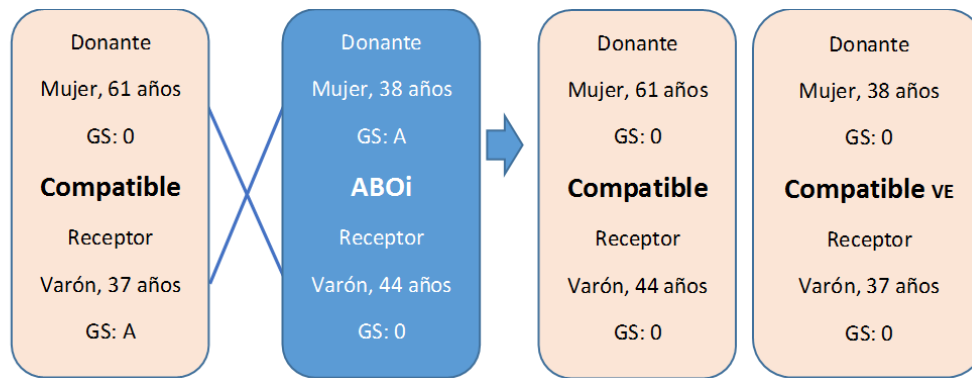 Donante
Mujer, 61 años
GS: 0
Compatible
Receptor
Varón, 37 años
GS: A
Donante
Mujer, 38 años
GS: A
ABOi
Receptor
Varón, 44 años
GS: 0
Donante
Mujer, 61 años
GS: 0
Compatible
Receptor
Varón, 44 años
GS: 0
Donante
Mujer, 38 años
GS: 0
Compatible VE
Receptor
Varón, 37 años
GS: 0